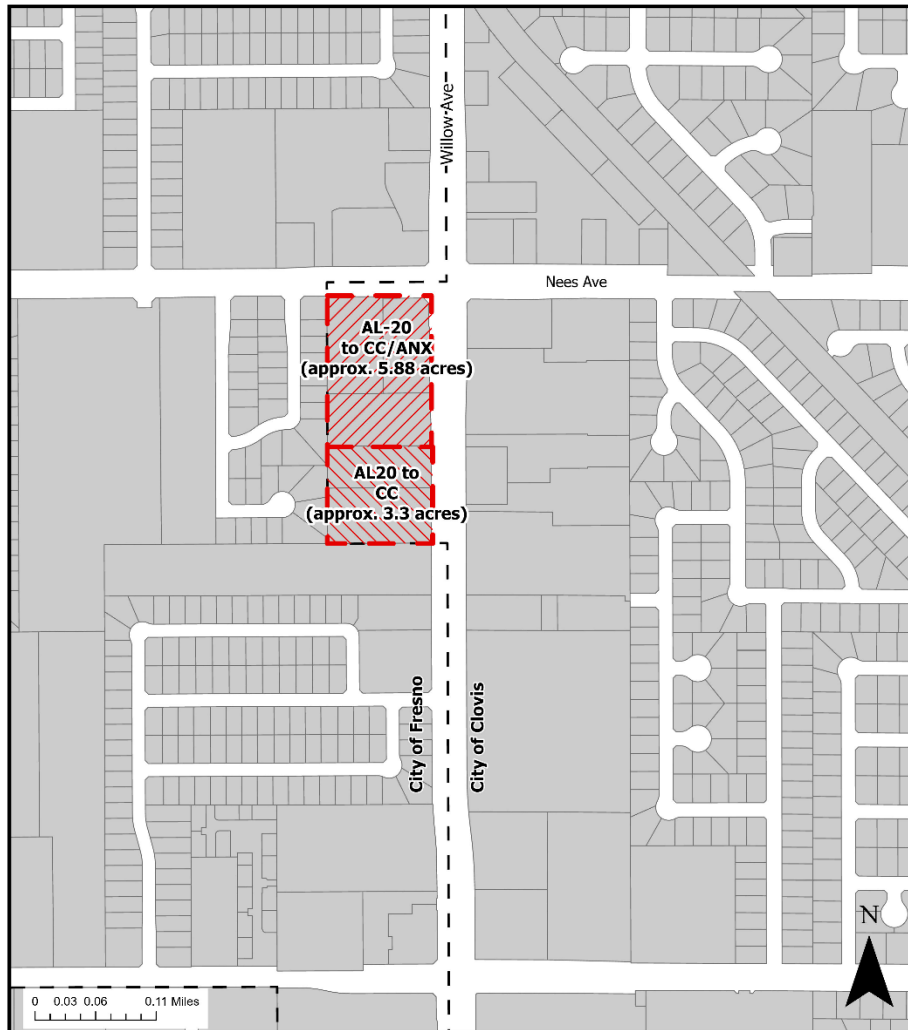 Willow Ave
Nees Ave
AL-20
to CC/ANX
(approx. 5.88 acres)
AL20 to
CC
(approx. 3.3 acres)
City of Fresno
City of Clovis
N
0 0.03 0.06 0.11 Miles